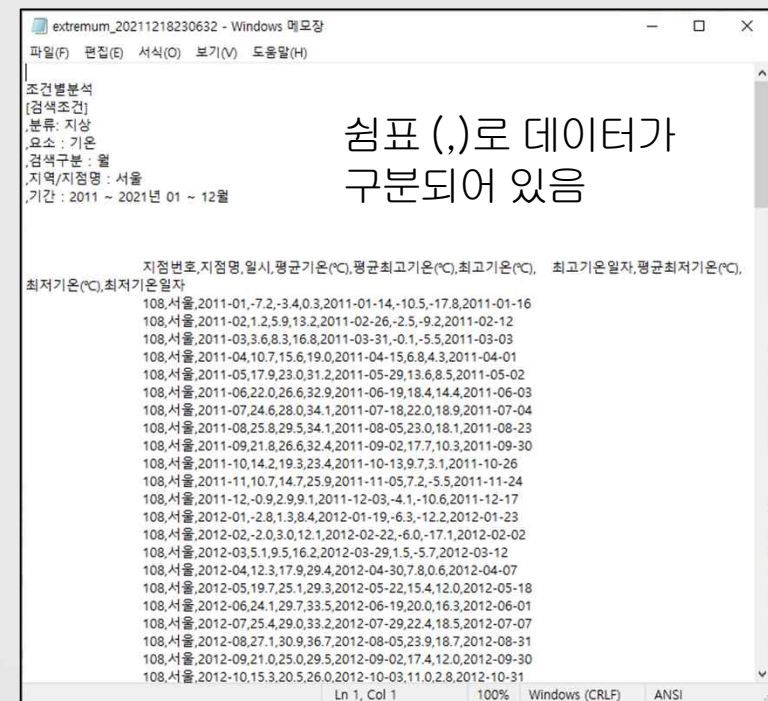 extremum_20211218230632 - Windows 메모장
파일(F) 편집(E) 서식(O) 보기(V) 도움말(H)
조건별분석
[검색조건]
,분류: 지상
,요소 : 기온
,검색구분 : 월
,지역/지점명 : 서울
,기간 : 2011 ~ 2021년 01 ~ 12월
쉼표 (,)로 데이터가
구분되어 있음
지점번호,지점명,일시,평균기온(℃),평균최고기온(℃),최고기온(℃), 최고기온일자,평균최저기온(℃),
최저기온(℃),최저기온일자
108,서울,2011-01,-7.2,-3.4,0.3,2011-01-14,-10.5,-17.8,2011-01-16
108,서울,2011-02,1.2,5.9,13.2,2011-02-26,-2.5,-9.2,2011-02-12
108,서울,2011-03,3.6,8.3,16.8,2011-03-31,-0.1,-5.5,2011-03-03
108,서울,2011-04,10.7,15.6,19.0,2011-04-15,6.8,4.3,2011-04-01
108,서울,2011-05,17.9,23.0,31.2,2011-05-29,13.6,8.5,2011-05-02
108,서울,2011-06,22.0,26.6,32.9,2011-06-19,18.4,14.4,2011-06-03
108,서울,2011-07,24.6,28.0,34.1,2011-07-18,22.0,18.9,2011-07-04
108,서울,2011-08,25.8,29.5,34.1,2011-08-05,23.0,18.1,2011-08-23
108,서울,2011-09,21.8,26.6,32.4,2011-09-02,17.7,10.3,2011-09-30
108,서울,2011-10,14.2,19.3,23.4,2011-10-13,9.7,3.1,2011-10-26
108,서울,2011-11,10.7,14.7,25.9,2011-11-05,7.2,-5.5,2011-11-24
108,서울,2011-12,-0.9,2.9,9.1,2011-12-03,-4.1,-10.6,2011-12-17
108,서울,2012-01,-2.8,1.3,8.4,2012-01-19,-6.3,-12.2,2012-01-23
108,서울,2012-02,-2.0,3.0,12.1,2012-02-22,-6.0,-17.1,2012-02-02
108,서울,2012-03,5.1,9.5,16.2,2012-03-29,1.5,-5.7,2012-03-12
108,서울,2012-04,12.3,17.9,29.4,2012-04-30,7.8,0.6,2012-04-07
108,서울,2012-05,19.7,25.1,29.3,2012-05-22,15.4,12.0,2012-05-18
108,서울,2012-06,24.1,29.7,33.5,2012-06-19,20.0,16.3,2012-06-01
108,서울,2012-07,25.4,29.0,33.2,2012-07-29,22.4,18.5,2012-07-07
108,서울,2012-08,27.1,30.9,36.7,2012-08-05,23.9,18.7,2012-08-31
108,서울,2012-09,21.0,25.0,29.5,2012-09-02,17.4,12.0,2012-09-30
108,서울,2012-10,15.3,20.5,26.0,2012-10-03,11.0,2.8,2012-10-31
Ln 1, Col 1 100% Windows (CRLF) ANSI